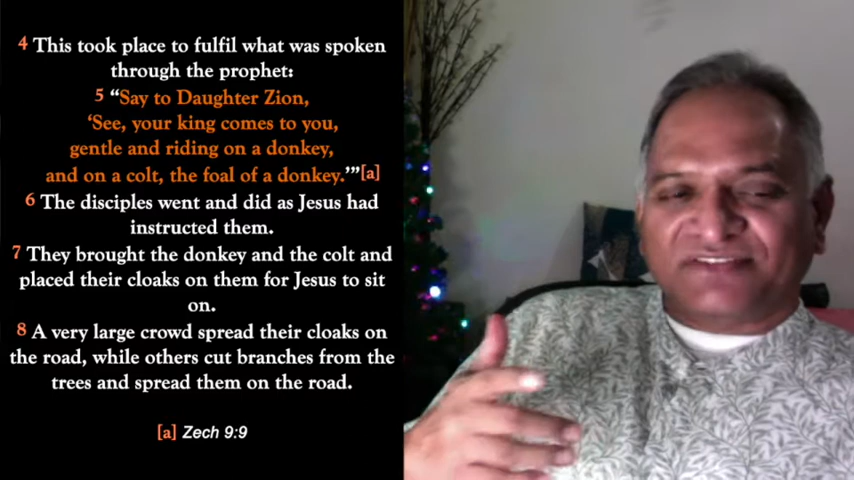 4 This took place to fulfil what was spoken
through the prophet:
5 “Say to Daughter Zion,
‘See, your king comes to you,
gentle and riding on a donkey,
and on a colt, the foal of a donkey.’”[a]
6 The disciples went and did as Jesus had
instructed them.
7 They brought the donkey and the colt and
placed their cloaks on them for Jesus to sit
on.
8 A very large crowd spread their cloaks on
the road, while others cut branches from the
trees and spread them on the road.
[a] Zech 9:9